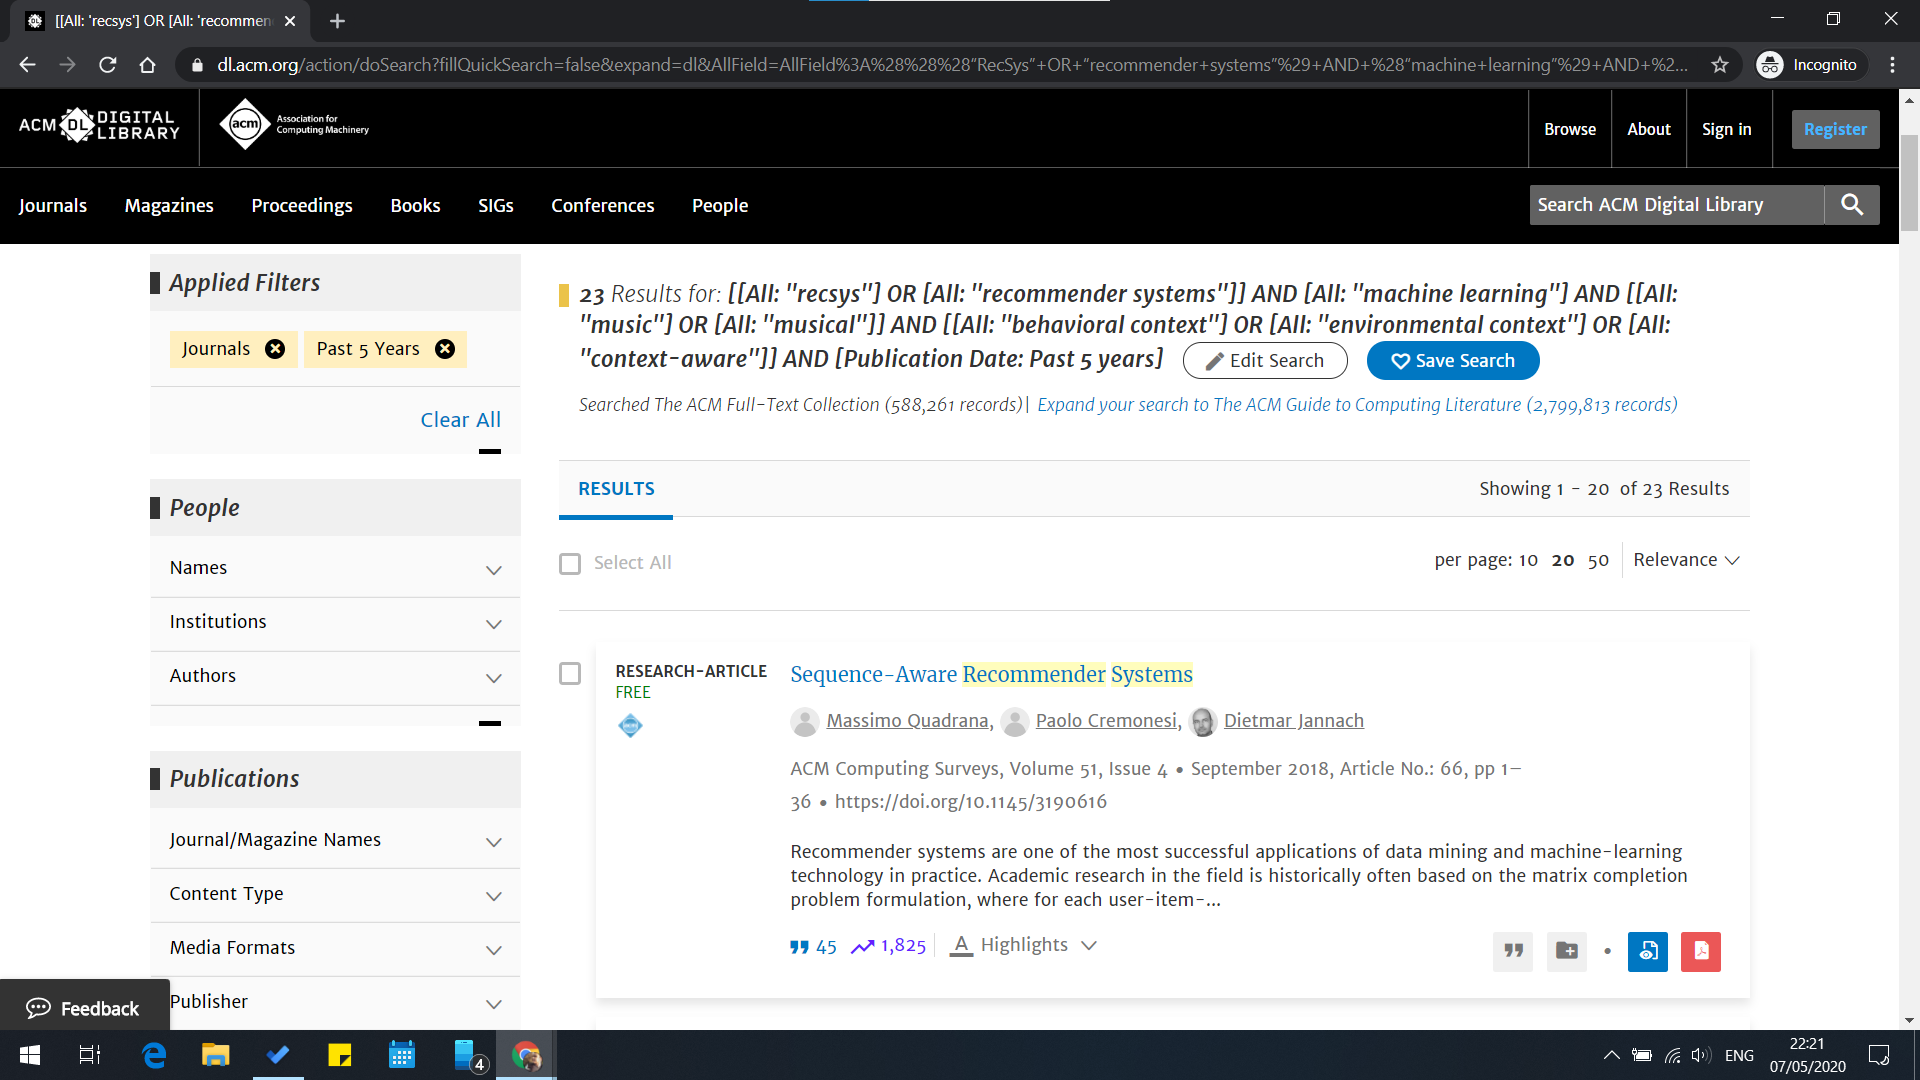 [[All: 'recsys'] OR [All: 'recommen
dl.acm.org/action/doSearch?fillQuickSearch=false&expand=dl&AllField=AllField%3A%28%28%28"RecSys"+OR+"recommender+systems"%29+AND+%28"machine+learning"%29+AND+%2...
Incognito
ACM DL DIGITAL LIBRARY
acm Association for Computing Machinery
Browse
About
Sign in
Register
Journals
Magazines
Proceedings
Books
SIGs
Conferences
People
Search ACM Digital Library
Applied Filters
Journals
Past 5 Years
Clear All
People
Names
Institutions
Authors
Publications
Journal/Magazine Names
Content Type
Media Formats
Publisher
Feedback
23 Results for: [[All: "recsys"] OR [All: "recommender systems"]] AND [All: "machine learning"] AND [[All:
"music"] OR [All: "musical"]] AND [[All: "behavioral context"] OR [All: "environmental context"] OR [All:
"context-aware"]] AND [Publication Date: Past 5 years]
Edit Search
Save Search
Searched The ACM Full-Text Collection (588,261 records)| Expand your search to The ACM Guide to Computing Literature (2,799,813 records)
RESULTS
Showing 1 - 20 of 23 Results
Select All
per page: 10 20 50
Relevance
RESEARCH-ARTICLE
FREE
Sequence-Aware Recommender Systems
Massimo Quadrana, Paolo Cremonesi, Dietmar Jannach
ACM Computing Surveys, Volume 51, Issue 4 • September 2018, Article No.: 66, pp 1–
36 • https://doi.org/10.1145/3190616
Recommender systems are one of the most successful applications of data mining and machine-learning
technology in practice. Academic research in the field is historically often based on the matrix completion
problem formulation, where for each user-item-...
45
1,825
A Highlights
4
ENG
22:21
07/05/2020